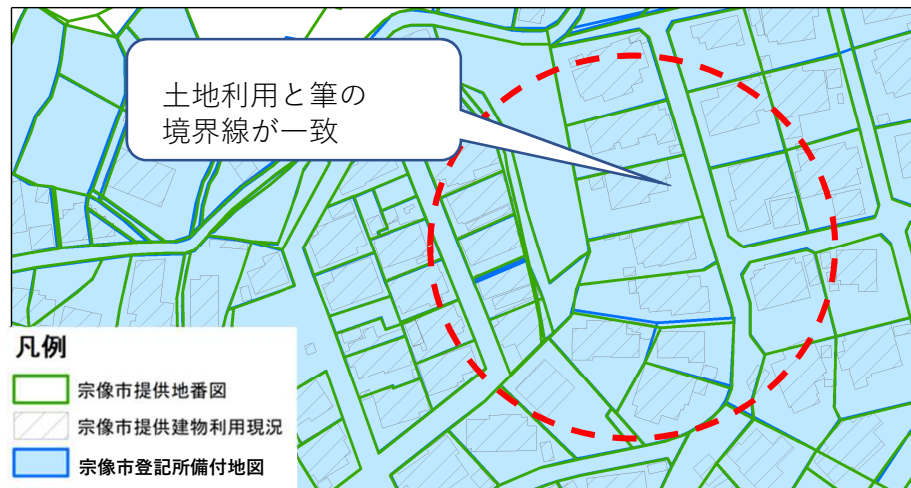 土地利用と筆の
境界線が一致
凡例
宗像市提供地番図
宗像市提供建物利用現況
宗像市登記所備付地図